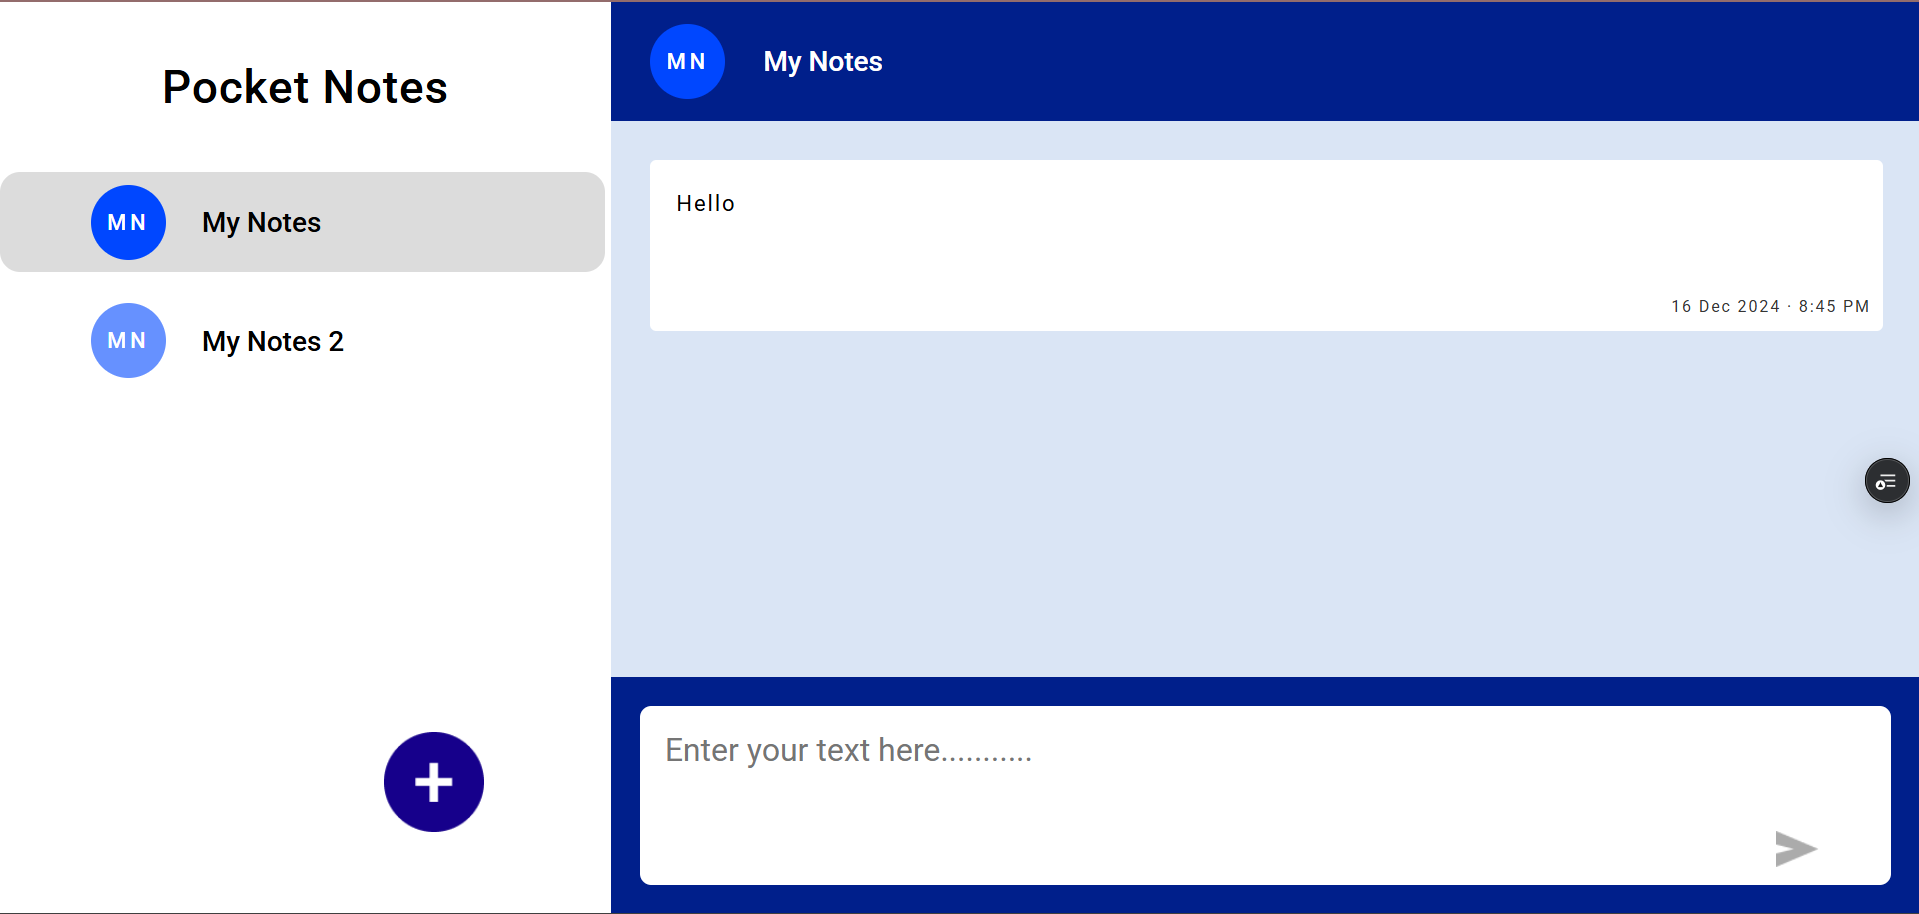 Pocket Notes
MN My Notes
MN My Notes 2
MN My Notes
Hello
16 Dec 2024 · 8:45 PM
Enter your text here...........